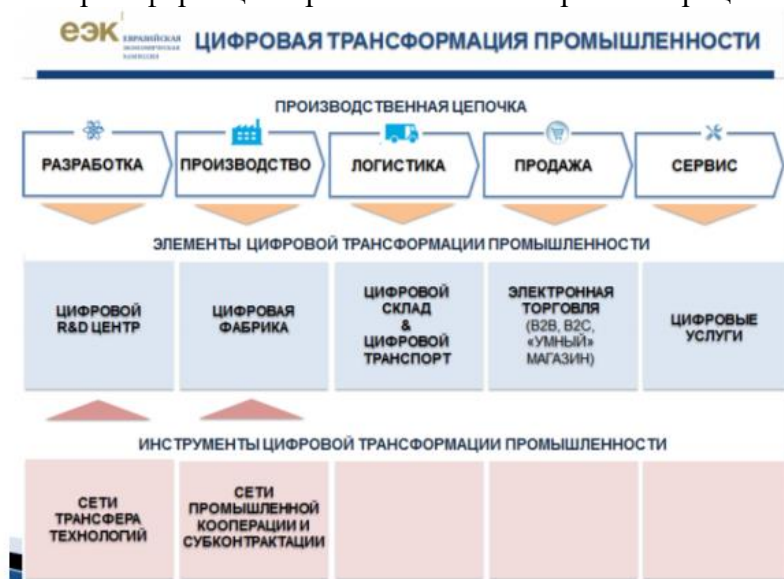 еэк
ЕВРАЗИЙСКАЯ
ЭКОНОМИЧЕСКАЯ
КОМИССИЯ
ЦИФРОВАЯ ТРАНСФОРМАЦИЯ ПРОМЫШЛЕННОСТИ
ПРОИЗВОДСТВЕННАЯ ЦЕПОЧКА
РАЗРАБОТКА
ПРОИЗВОДСТВО
ЛОГИСТИКА
ПРОДАЖА
СЕРВИС
ЭЛЕМЕНТЫ ЦИФРОВОЙ ТРАНСФОРМАЦИИ ПРОМЫШЛЕННОСТИ
ЦИФРОВОЙ
R&D ЦЕНТР
ЦИФРОВАЯ
ФАБРИКА
ЦИФРОВОЙ
СКЛАД
&
ЦИФРОВОЙ
ТРАНСПОРТ
ЭЛЕКТРОННАЯ
ТОРГОВЛЯ
(B2B, B2C,
«УМНЫЙ»
МАГАЗИН)
ЦИФРОВЫЕ
УСЛУГИ
ИНСТРУМЕНТЫ ЦИФРОВОЙ ТРАНСФОРМАЦИИ ПРОМЫШЛЕННОСТИ
СЕТИ
ТРАНСФЕРА
ТЕХНОЛОГИЙ
СЕТИ
ПРОМЫШЛЕННОЙ
КООПЕРАЦИИ И
СУБКОНТРАКТАЦИИ